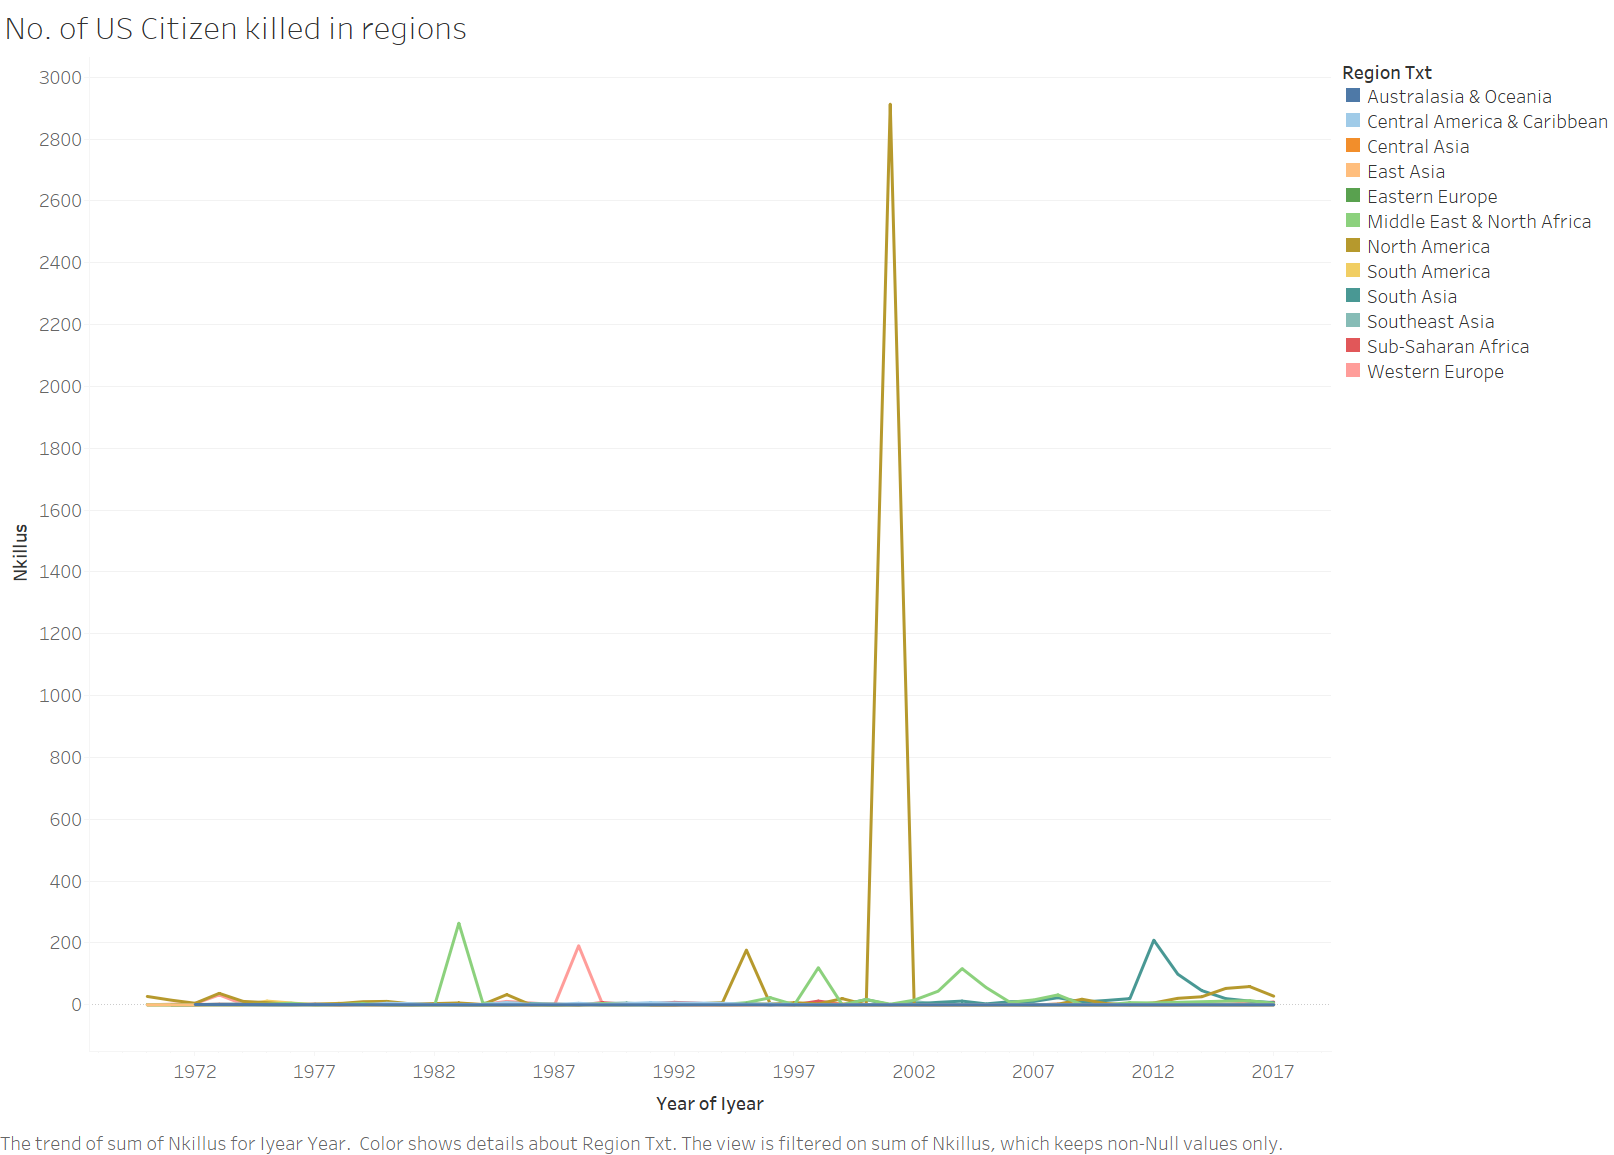 No. of US Citizen killed in regions
Region Txt
Australasia & Oceania
Central America & Caribbean
Central Asia
East Asia
Eastern Europe
Middle East & North Africa
North America
South America
South Asia
Southeast Asia
Sub-Saharan Africa
Western Europe
3000
2800
2600
2400
2200
2000
1800
1600
1400
1200
1000
800
600
400
200
0
Nkillus
1972 1977 1982 1987 1992 1997 2002 2007 2012 2017
Year of Iyear
The trend of sum of Nkillus for Iyear Year. Color shows details about Region Txt. The view is filtered on sum of Nkillus, which keeps non-Null values only.